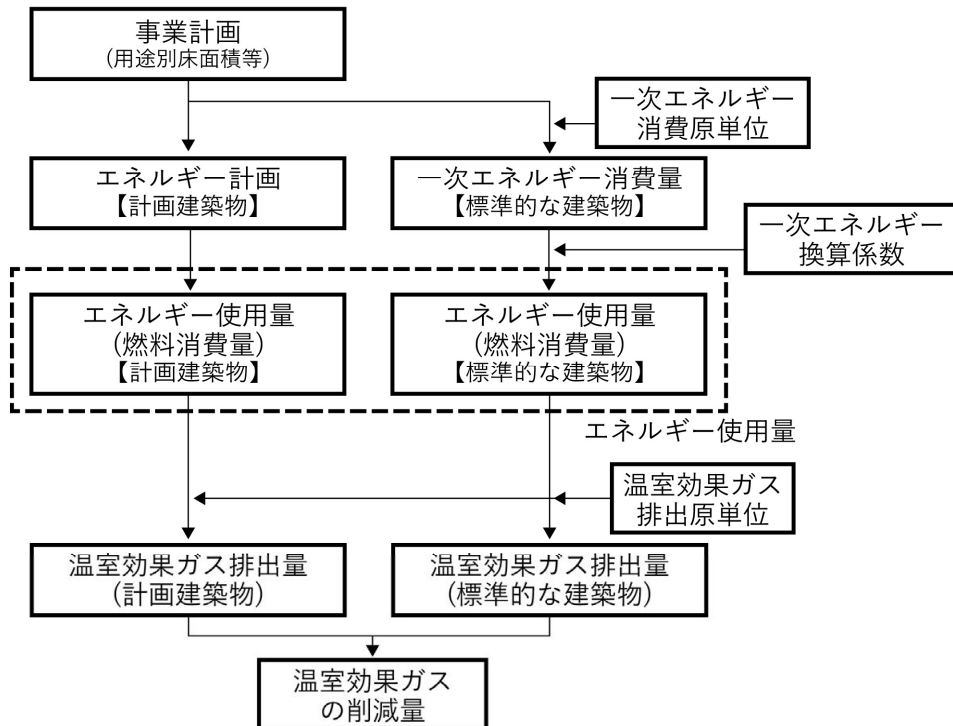 事業計画
(用途別床面積等)
一次エネルギー
消費原単位
エネルギー計画
【計画建築物】
一次エネルギー消費量
【標準的な建築物】
一次エネルギー
換算係数
エネルギー使用量
(燃料消費量)
【計画建築物】
エネルギー使用量
(燃料消費量)
【標準的な建築物】
エネルギー使用量
温室効果ガス
排出原単位
温室効果ガス排出量
(計画建築物)
温室効果ガス排出量
(標準的な建築物)
温室効果ガス
の削減量